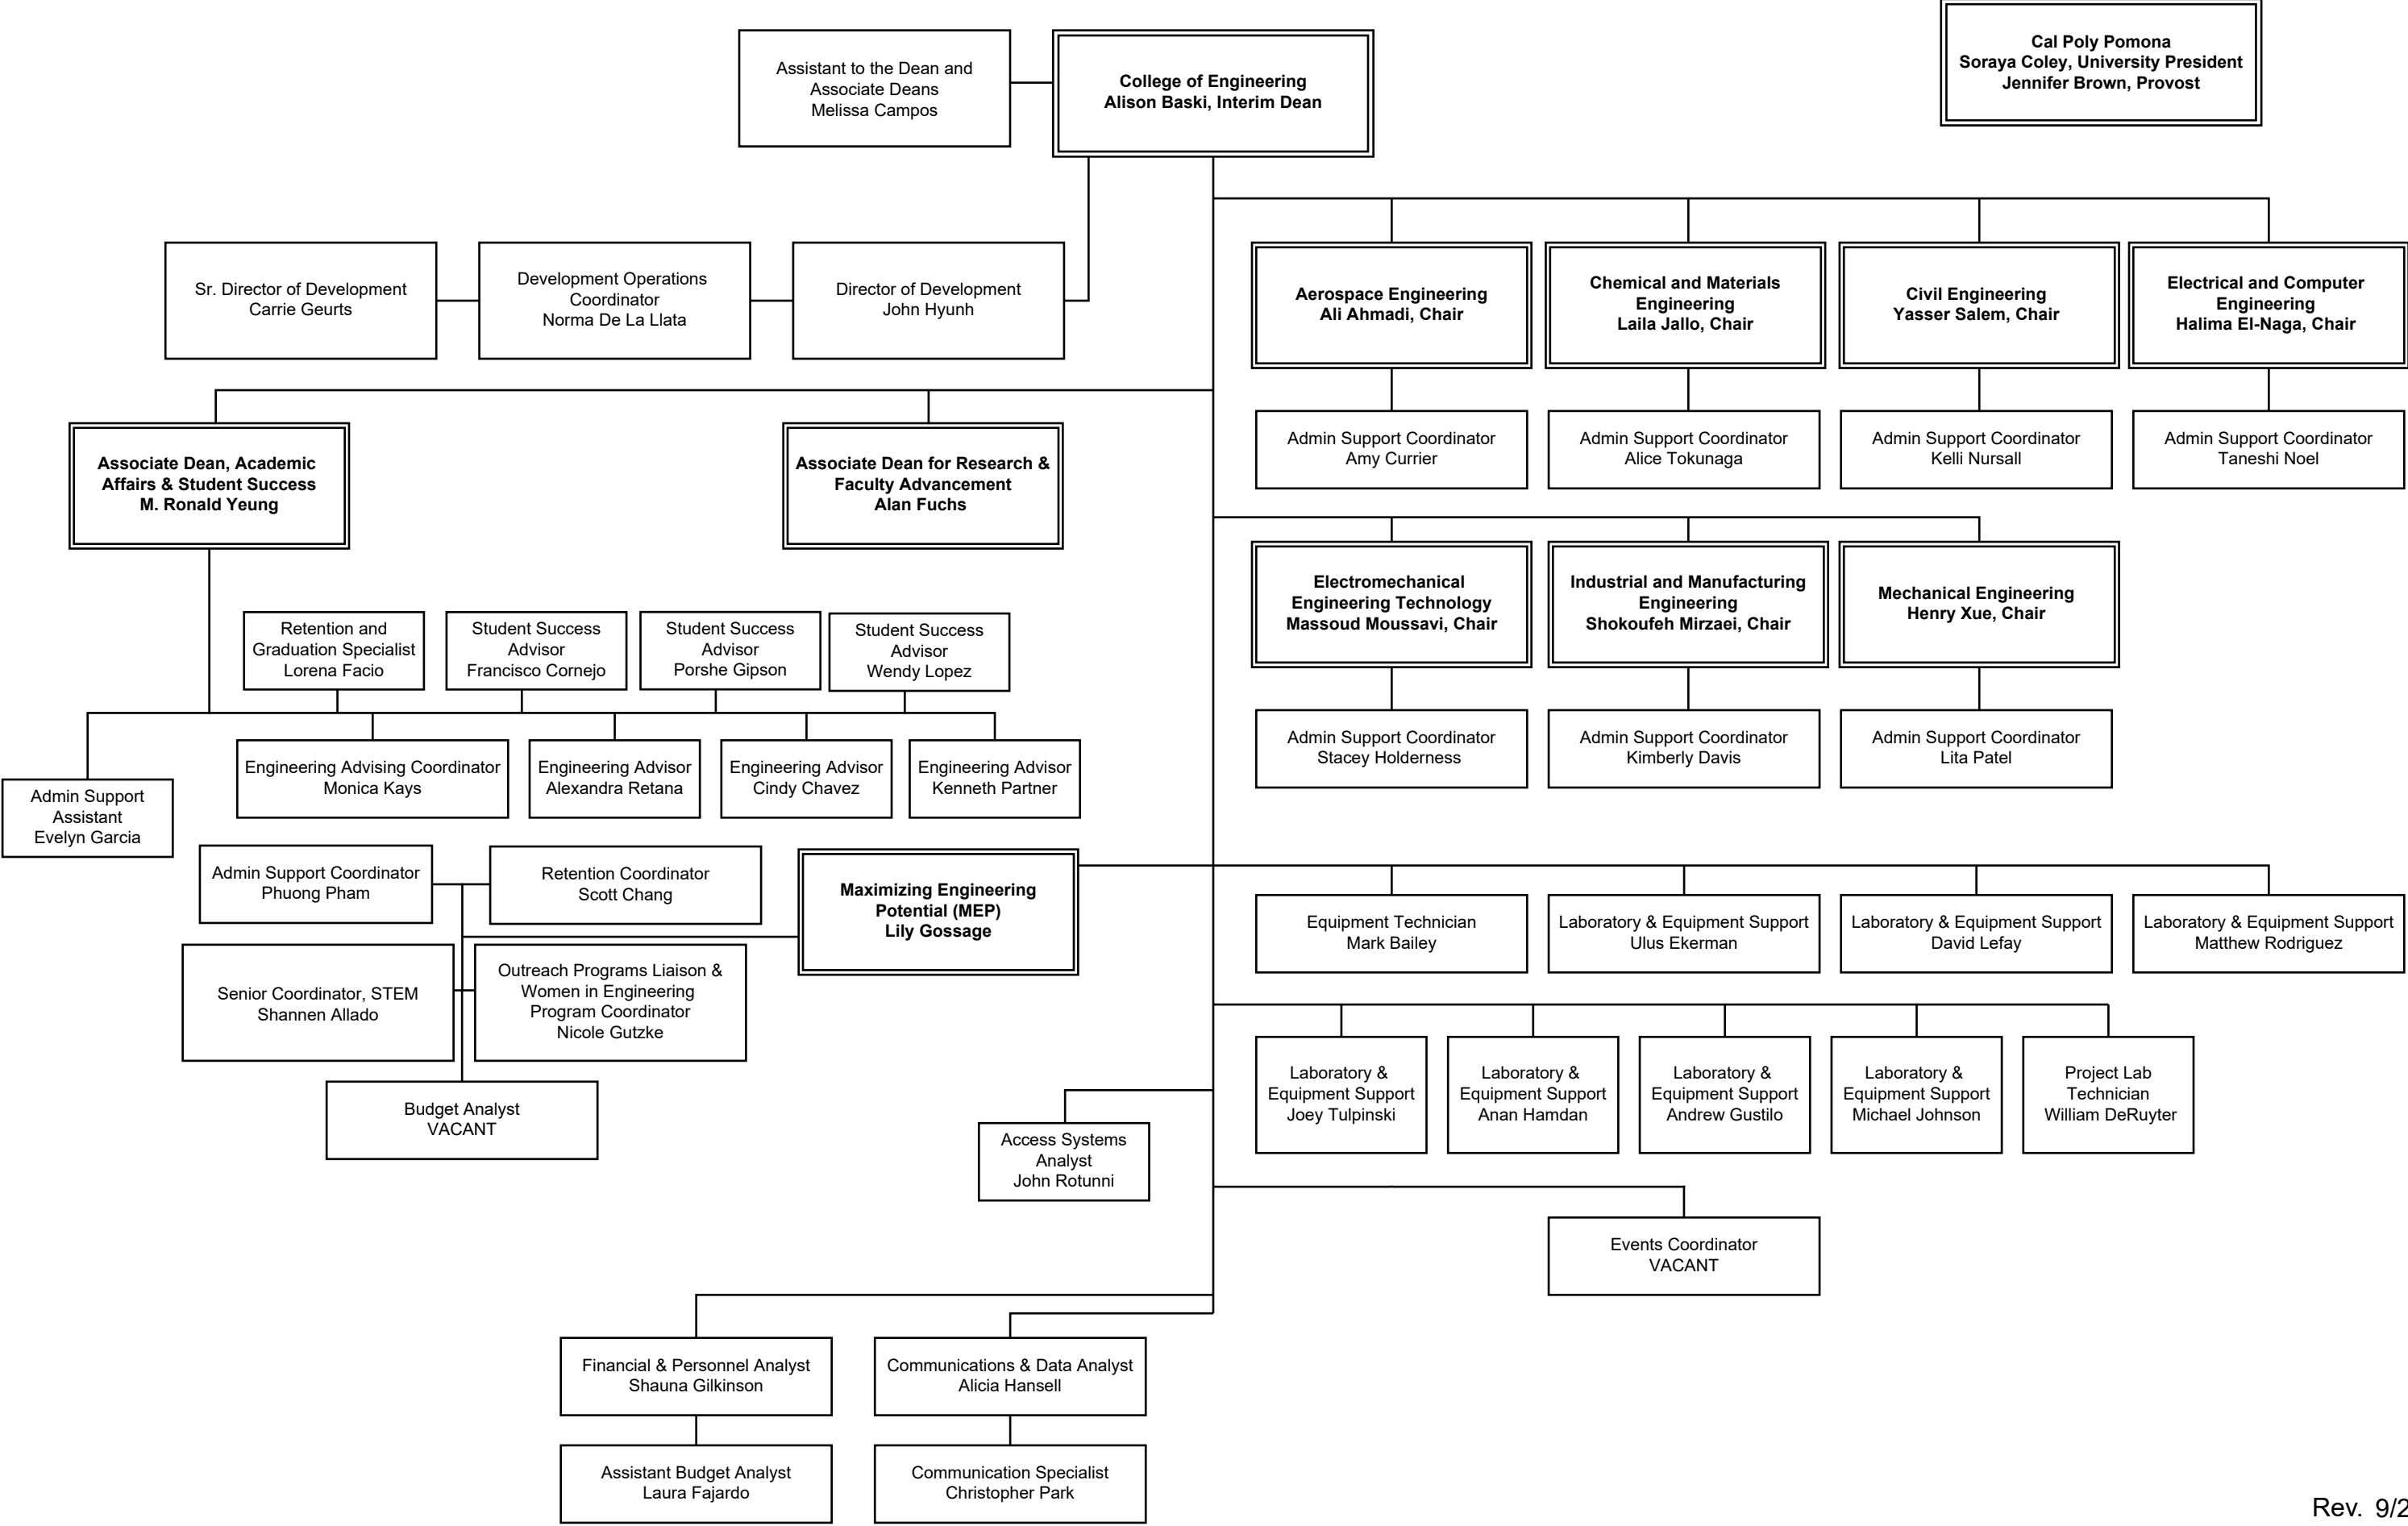 Cal Poly Pomona
Soraya Coley, University President
Jennifer Brown, Provost
Assistant to the Dean and
Associate Deans
Melissa Campos
College of Engineering
Alison Baski, Interim Dean
Sr. Director of Development
Carrie Geurts
Development Operations
Coordinator
Norma De La Llata
Director of Development
John Hyunh
Aerospace Engineering
Ali Ahmadi, Chair
Chemical and Materials
Engineering
Laila Jallo, Chair
Civil Engineering
Yasser Salem, Chair
Electrical and Computer
Engineering
Halima El-Naga, Chair
Admin Support Coordinator
Amy Currier
Admin Support Coordinator
Alice Tokunaga
Admin Support Coordinator
Kelli Nursall
Admin Support Coordinator
Taneshi Noel
Associate Dean, Academic
Affairs & Student Success
M. Ronald Yeung
Associate Dean for Research &
Faculty Advancement
Alan Fuchs
Electromechanical
Engineering Technology
Massoud Moussavi, Chair
Industrial and Manufacturing
Engineering
Shokoufeh Mirzaei, Chair
Mechanical Engineering
Henry Xue, Chair
Retention and
Graduation Specialist
Lorena Facio
Student Success
Advisor
Francisco Cornejo
Student Success
Advisor
Porshe Gipson
Student Success
Advisor
Wendy Lopez
Admin Support Coordinator
Stacey Holderness
Admin Support Coordinator
Kimberly Davis
Admin Support Coordinator
Lita Patel
Admin Support
Assistant
Evelyn Garcia
Engineering Advising Coordinator
Monica Kays
Engineering Advisor
Alexandra Retana
Engineering Advisor
Cindy Chavez
Engineering Advisor
Kenneth Partner
Admin Support Coordinator
Phuong Pham
Retention Coordinator
Scott Chang
Maximizing Engineering
Potential (MEP)
Lily Gossage
Equipment Technician
Mark Bailey
Laboratory & Equipment Support
Ulus Ekerman
Laboratory & Equipment Support
David Lefay
Laboratory & Equipment Support
Matthew Rodriguez
Senior Coordinator, STEM
Shannen Allado
Outreach Programs Liaison &
Women in Engineering
Program Coordinator
Nicole Gutzke
Budget Analyst
VACANT
Laboratory &
Equipment Support
Joey Tulpinski
Laboratory &
Equipment Support
Anan Hamdan
Laboratory &
Equipment Support
Andrew Gustilo
Laboratory &
Equipment Support
Michael Johnson
Project Lab
Technician
William DeRuyter
Access Systems
Analyst
John Rotunni
Events Coordinator
VACANT
Financial & Personnel Analyst
Shauna Gilkinson
Communications & Data Analyst
Alicia Hansell
Assistant Budget Analyst
Laura Fajardo
Communication Specialist
Christopher Park
Rev. 9/2